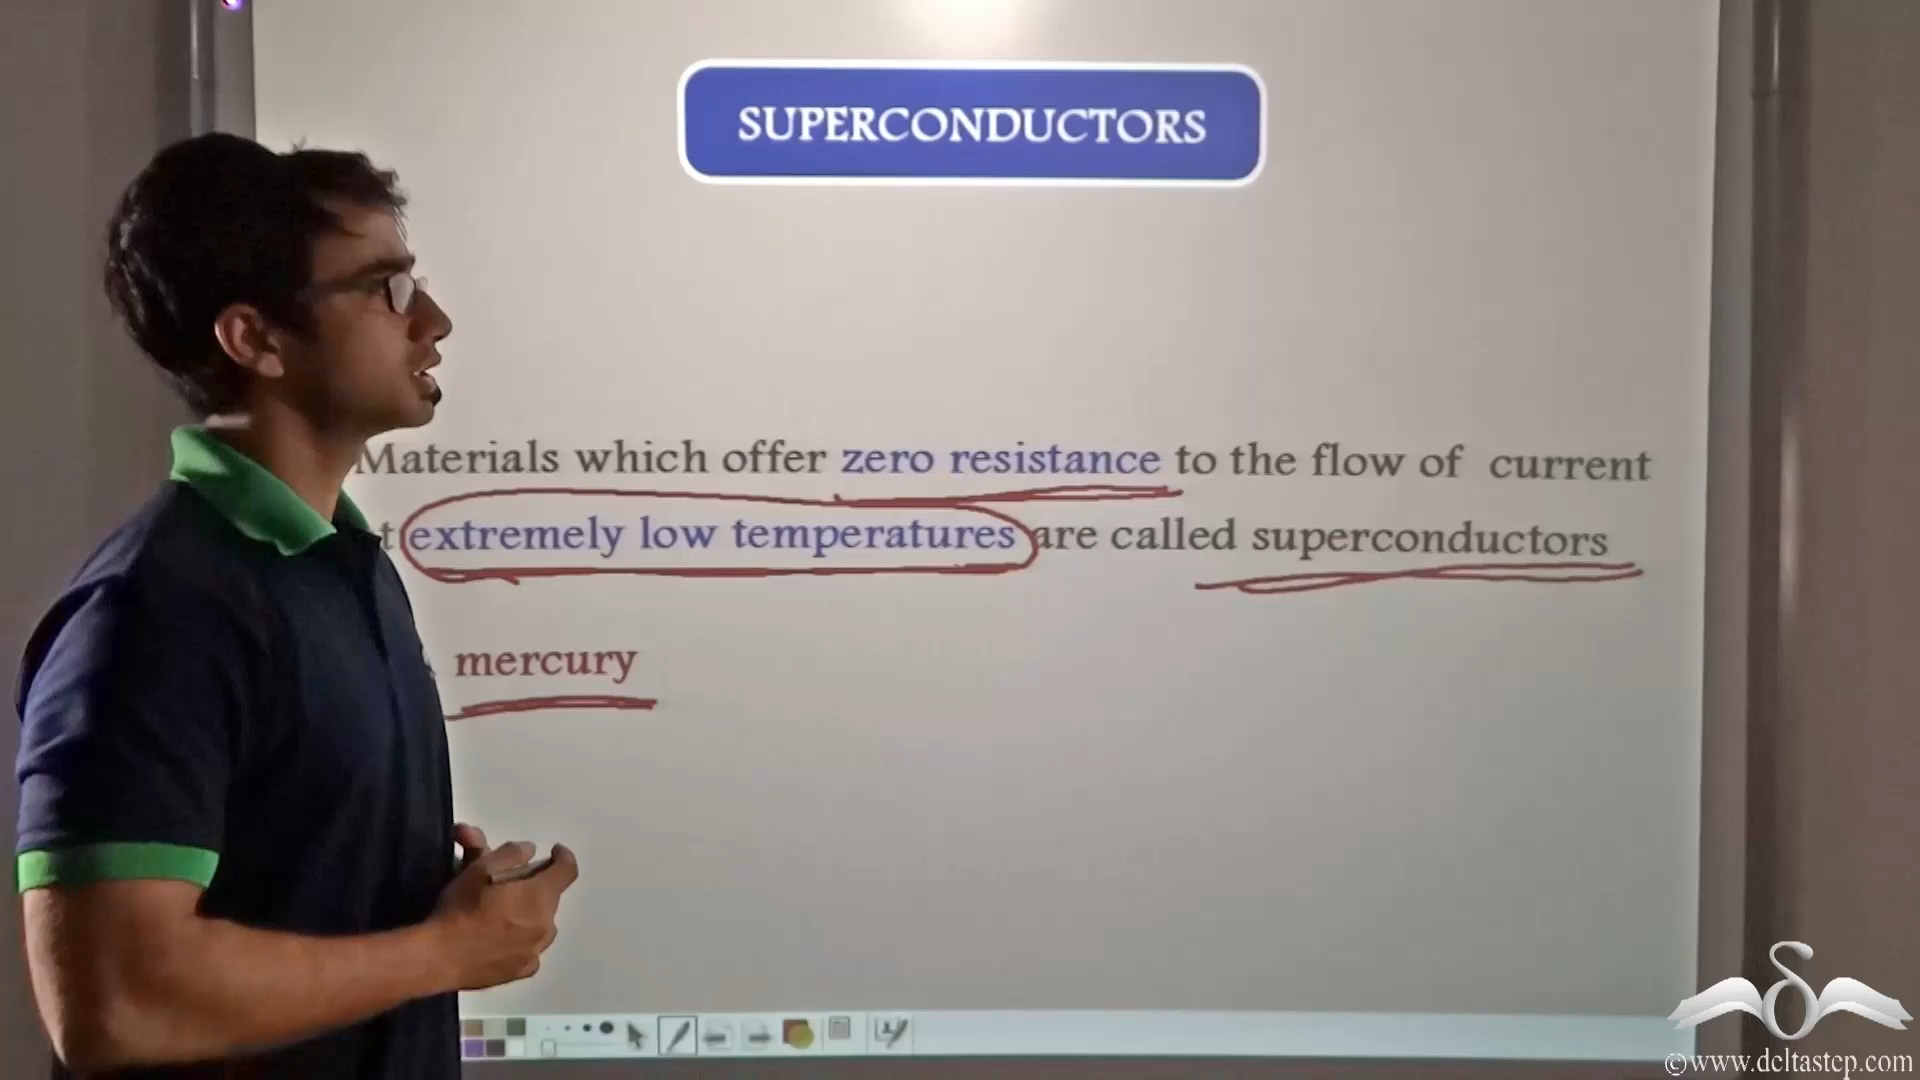 SUPERCONDUCTORS
Materials which offer zero resistance to the flow of current
t extremely low temperatures are called superconductors
mercury
©www.deltastep.com